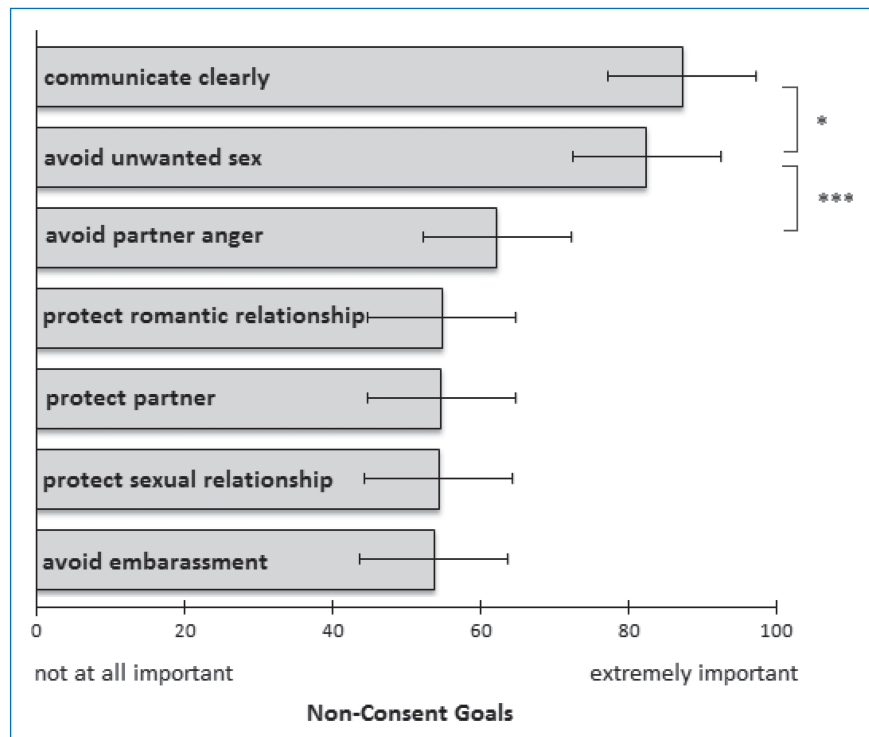 communicate clearly
*
avoid unwanted sex
***
avoid partner anger
protect romantic relationship
protect partner
protect sexual relationship
avoid embarassment
0 20 40 60 80 100
not at all important extremely important
Non-Consent Goals